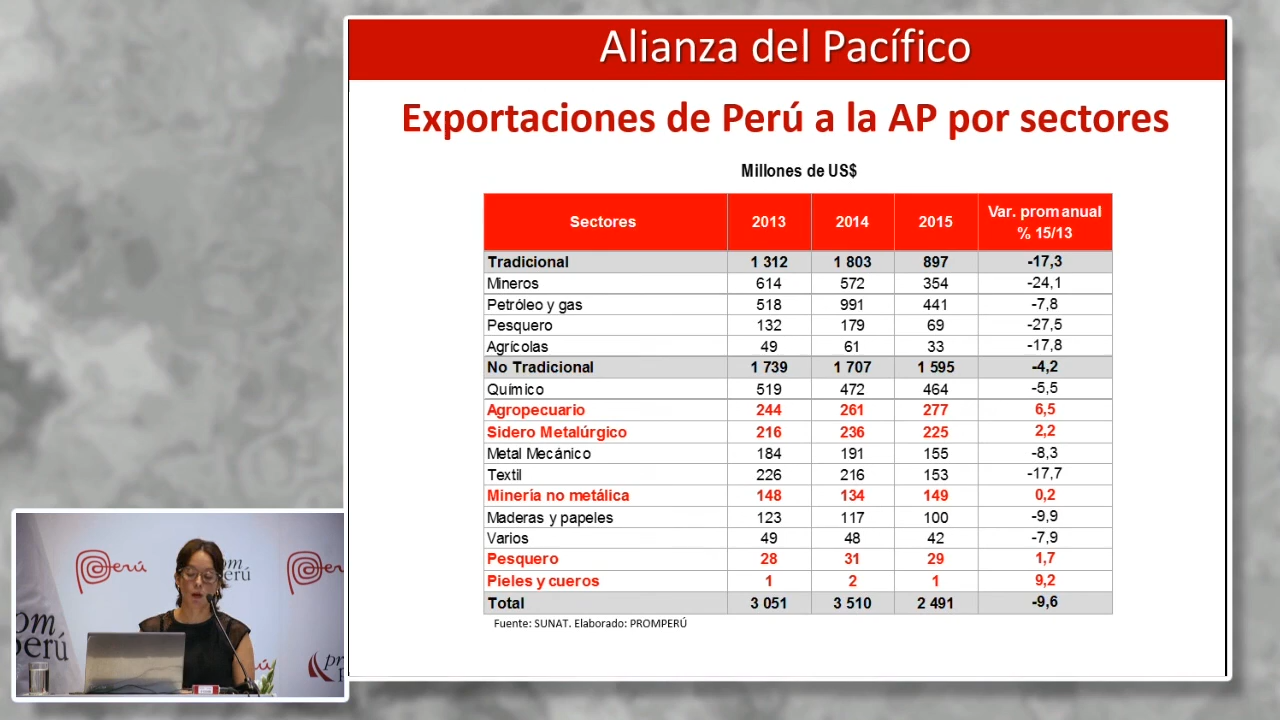 Alianza del Pacífico
Exportaciones de Perú a la AP por sectores
Millones de US$
Sectores 2013 2014 2015 Var. prom anual % 15/13
Tradicional 1 312 1 803 897 -17,3
Mineros 614 572 354 -24,1
Petróleo y gas 518 991 441 -7,8
Pesquero 132 179 69 -27,5
Agrícolas 49 61 33 -17,8
No Tradicional 1 739 1 707 1 595 -4,2
Químico 519 472 464 -5,5
Agropecuario 244 261 277 6,5
Sidero Metalúrgico 216 236 225 2,2
Metal Mecánico 184 191 155 -8,3
Textil 226 216 153 -17,7
Minería no metálica 148 134 149 0,2
Maderas y papeles 123 117 100 -9,9
Varios 49 48 42 -7,9
Pesquero 28 31 29 1,7
Pieles y cueros 1 2 1 9,2
Total 3 051 3 510 2 491 -9,6
Fuente: SUNAT. Elaborado: PROMPERÚ
Perú
om
erú
Perú
om
perú